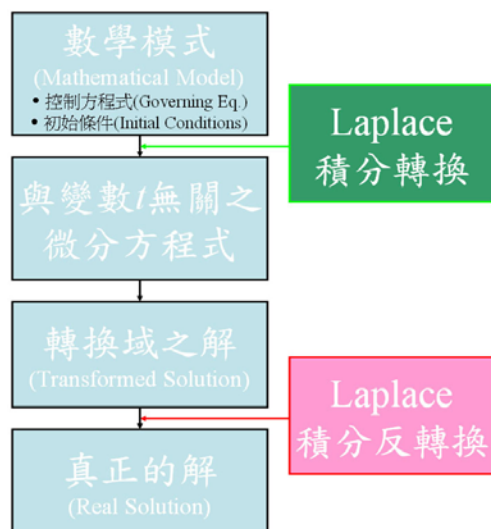 數學模式
(Mathematical Model)
• 控制方程式(Governing Eq.)
• 初始條件(Initial Conditions)
Laplace
積分轉換
與變數t無關之
微分方程式
轉換域之解
(Transformed Solution)
Laplace
積分反轉換
真正的解
(Real Solution)